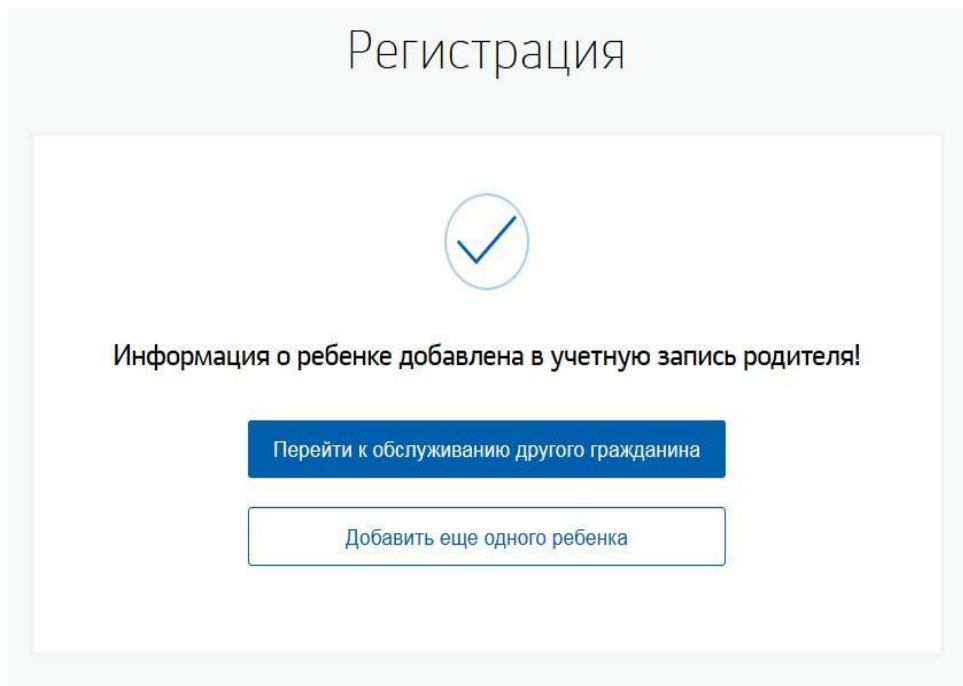 Регистрация
Информация о ребенке добавлена в учетную запись родителя!
Перейти к обслуживанию другого гражданина
Добавить еще одного ребенка